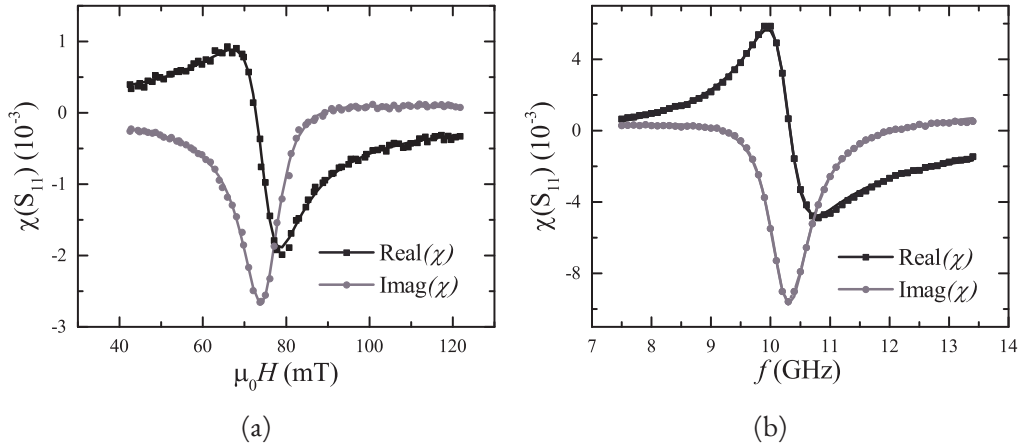 1
0
-1
-2
-3
χ(S₁₁) (10⁻³)
40 60 80 100 120
μ₀H (mT)
Real(χ)
Imag(χ)
(a)
4
0
-4
-8
χ(S₁₁) (10⁻³)
7 8 9 10 11 12 13 14
f (GHz)
Real(χ)
Imag(χ)
(b)